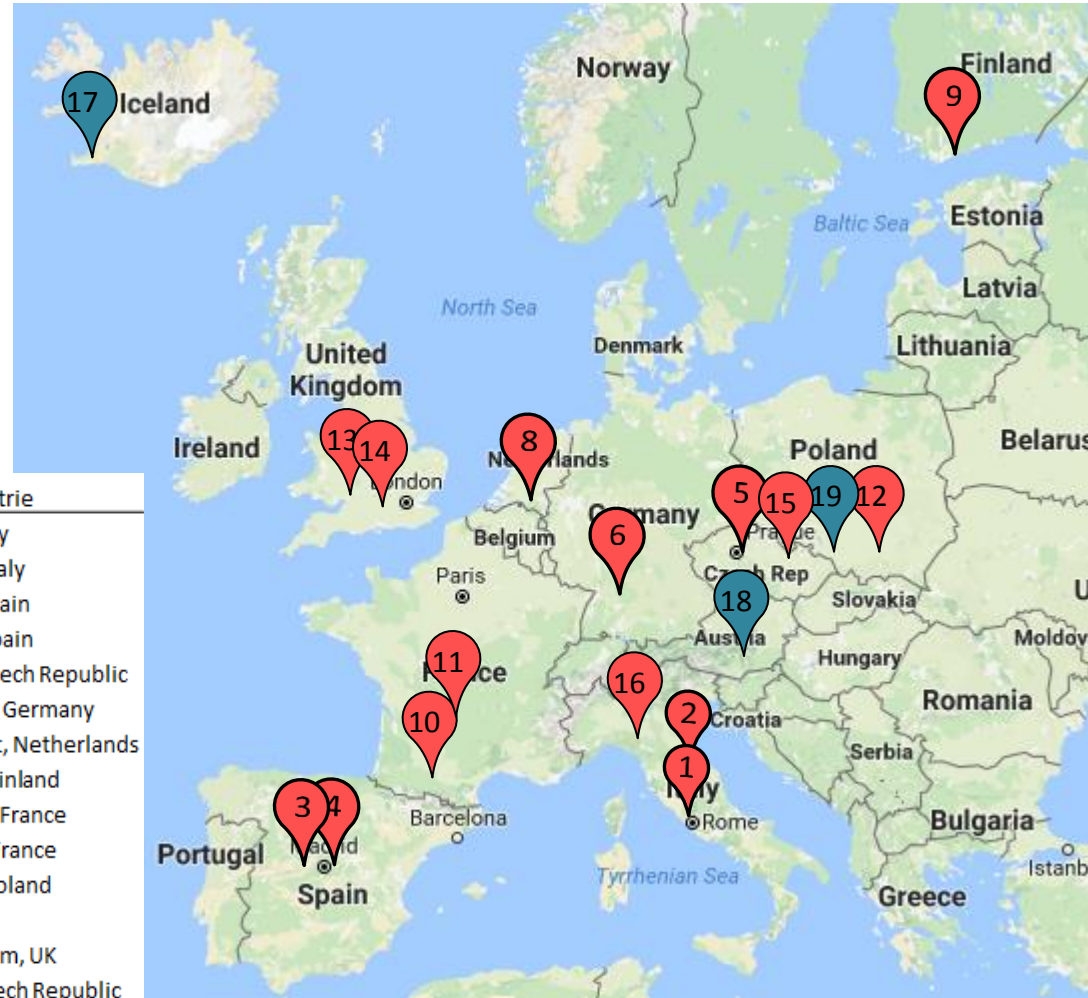 Norway
Finland
9
17
Iceland
Baltic Sea
Estonia
Latvia
North Sea
Denmark
Lithuania
United
Kingdom
13
14
Ireland
8
Poland
Belarus
London
trie
5
15
19
12
Germany
Belgium
6
Prague
Paris
Czech Rep
18
Slovakia
Austria
Moldov
Hungary
11
16
France
Romania
10
2
Croatia
Serbia
1
Italy
3
4
Barcelona
Rome
Bulgaria
Portugal
Madrid
Istanb
Spain
Tyrrhenian Sea
Greece
y
aly
ain
pain
ech Republic
Germany
, Netherlands
inland
France
rance
oland
m, UK
ech Republic